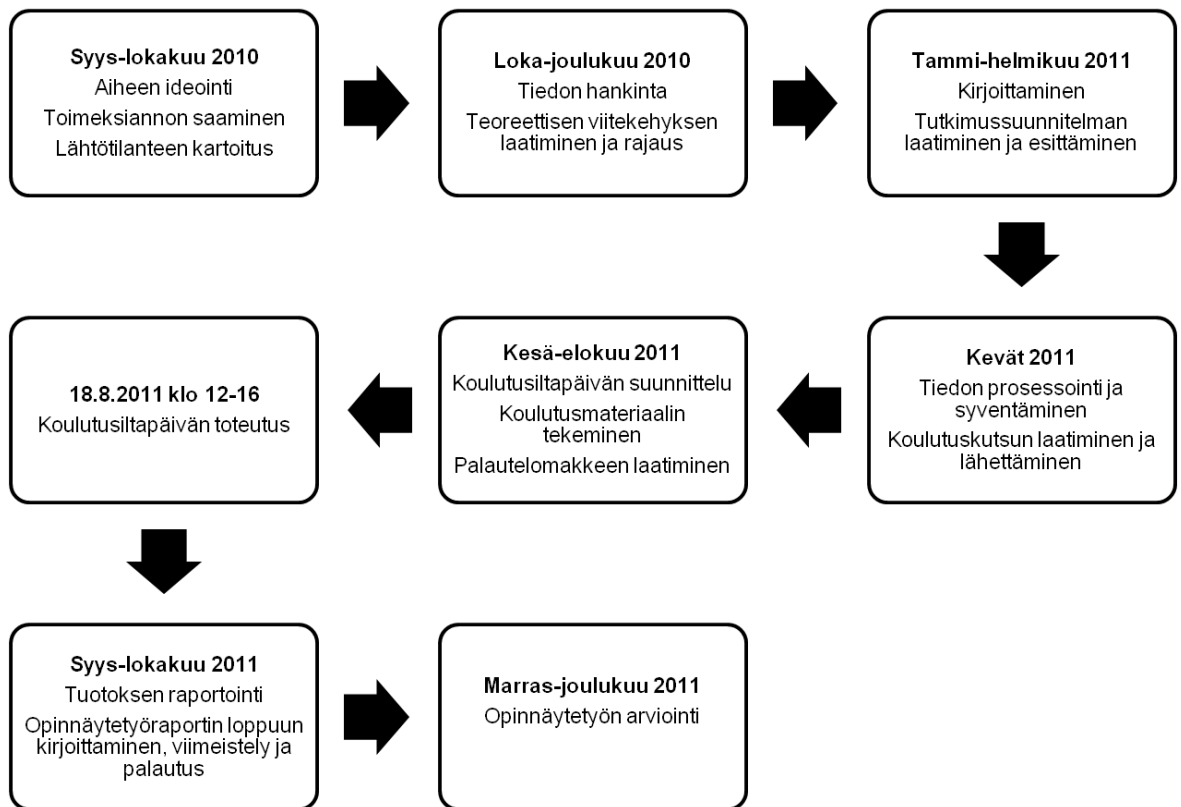 Syys-lokakuu 2010
Aiheen ideointi
Toimeksiannon saaminen
Lähtötilanteen kartoitus
Loka-joulukuu 2010
Tiedon hankinta
Teoreettisen viitekehyksen
laatiminen ja rajaus
Tammi-helmikuu 2011
Kirjoittaminen
Tutkimussuunnitelman
laatiminen ja esittäminen
Kevät 2011
Tiedon prosessointi ja
syventäminen
Koulutuskutsun laatiminen ja
lähettäminen
Kesä-elokuu 2011
Koulutusiltapäivän suunnittelu
Koulutusmateriaalin
tekeminen
Palautelomakkeen laatiminen
18.8.2011 klo 12-16
Koulutusiltapäivän toteutus
Syys-lokakuu 2011
Tuotoksen raportointi
Opinnäytetyöraportin loppuun
kirjoittaminen, viimeistely ja
palautus
Marras-joulukuu 2011
Opinnäytetyön arviointi